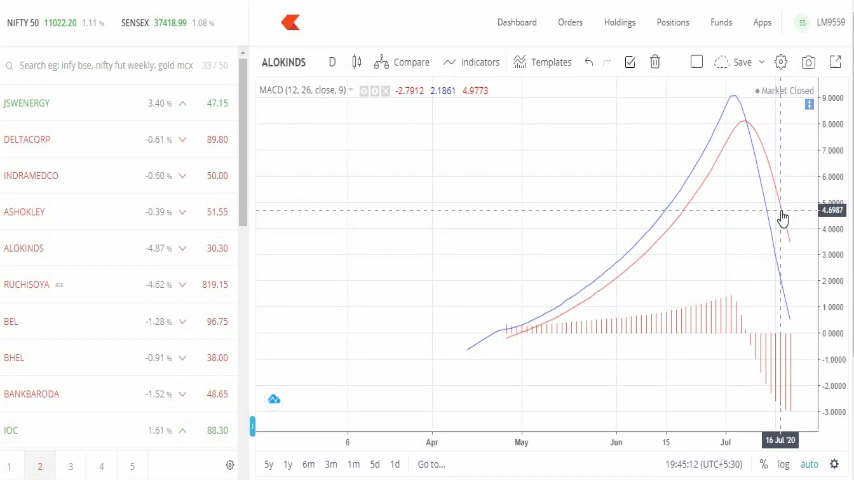 NIFTY 50 11022.20 1.11 % SENSEX 37418.99 1.08 %
Dashboard Orders Holdings Positions Funds Apps SS LM9559
Search eg: infy bse, nifty fut weekly, gold mcx 33 / 50
ALOKINDS D Compare Indicators Templates Save
MACD (12, 26, close, 9) -2.7912 2.1861 4.9773
Market Closed
JSWENERGY 3.40 % 47.15
DELTACORP -0.61 % 89.80
INDRAMEDCO -0.60 % 50.00
ASHOKLEY -0.39 % 51.55
ALOKINDS -4.87 % 30.30
RUCHISOYA BSE -4.62 % 819.15
BEL -1.28 % 96.75
BHEL -0.91 % 38.00
BANKBARODA -1.52 % 48.65
IOC 1.61 % 88.30
9.0000
8.0000
7.0000
6.0000
4.6987
4.0000
3.0000
2.0000
1.0000
0.0000
-1.0000
-2.0000
-3.0000
6 Apr May Jun 15 Jul 16 Jul '20
1 2 3 4 5
5y 1y 6m 3m 1m 5d 1d Go to... 19:45:12 (UTC+5:30) % log auto